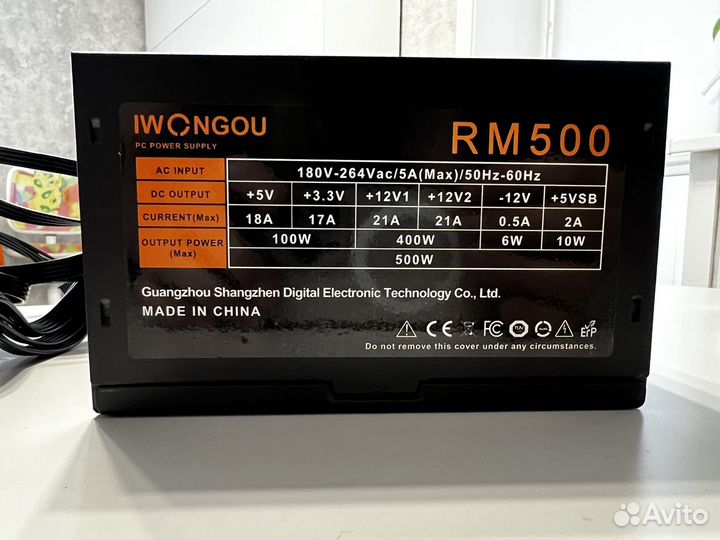 IWONGOU
PC POWER SUPPLY
RM500
AC INPUT 180V-264Vac/5A(Max)/50Hz-60Hz
DC OUTPUT +5V +3.3V +12V1 +12V2 -12V +5VSB
CURRENT(Max) 18A 17A 21A 21A 0.5A 2A
OUTPUT POWER (Max) 100W 400W 6W 10W
500W
Guangzhou Shangzhen Digital Electronic Technology Co., Ltd.
MADE IN CHINA
CE FC EFP
Do not remove this cover under any circumstances.
Avito